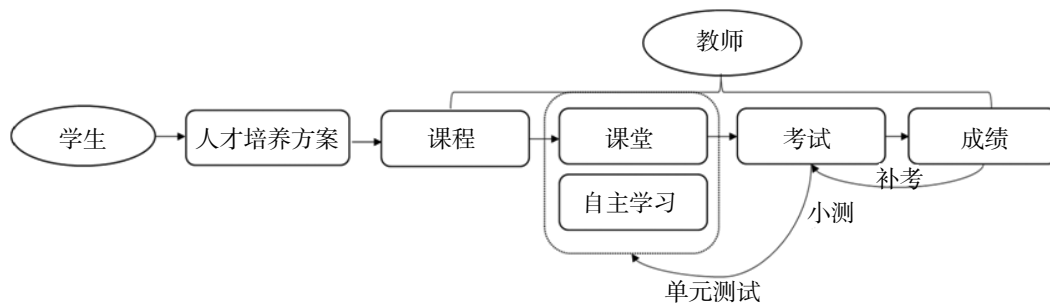 教师
学生
人才培养方案
课程
课堂
考试
成绩
补考
自主学习
小测
单元测试